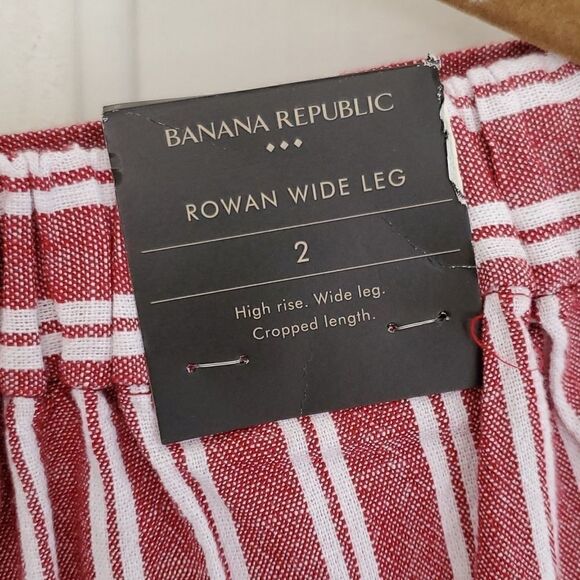 BANANA REPUBLIC
ROWAN WIDE LEG
2
High rise. Wide leg.
Cropped length.